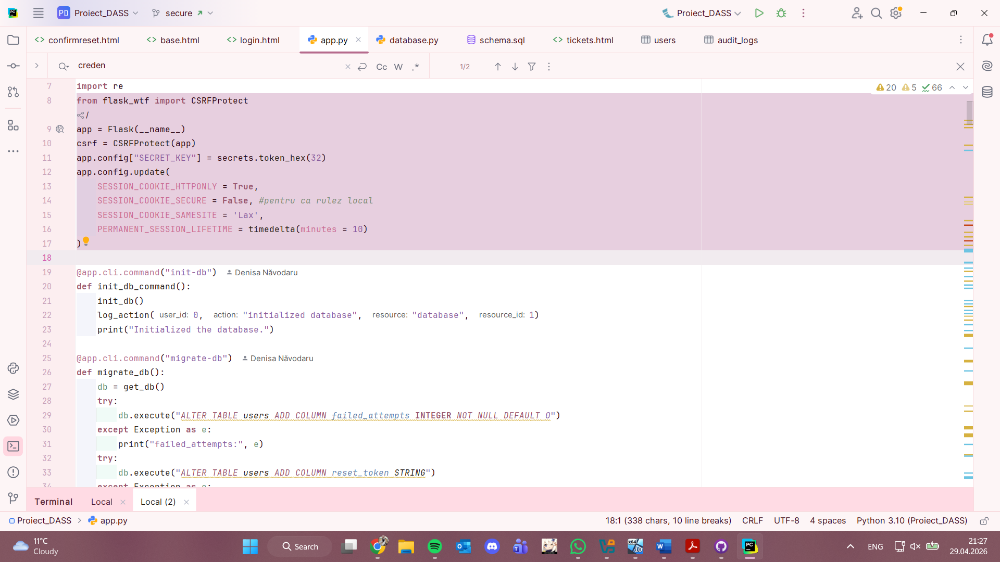 PD Proiect_DASS secure Proiect_DASS
confirmreset.html base.html login.html app.py database.py schema.sql tickets.html users audit_logs
creden Cc W .* 1/2
20 5 66
7 import re
8 from flask_wtf import CSRFProtect
/
9 app = Flask(__name__)
10 csrf = CSRFProtect(app)
11 app.config["SECRET_KEY"] = secrets.token_hex(32)
12 app.config.update(
13 SESSION_COOKIE_HTTPONLY = True,
14 SESSION_COOKIE_SECURE = False, #pentru ca rulez local
15 SESSION_COOKIE_SAMESITE = 'Lax',
16 PERMANENT_SESSION_LIFETIME = timedelta(minutes = 10)
17 )
18
19 @app.cli.command("init-db") Denisa Năvodaru
20 def init_db_command():
21 init_db()
22 log_action( user_id: 0, action: "initialized database", resource: "database", resource_id: 1)
23 print("Initialized the database.")
24
25 @app.cli.command("migrate-db") Denisa Năvodaru
26 def migrate_db():
27 db = get_db()
28 try:
29 db.execute("ALTER TABLE users ADD COLUMN failed_attempts INTEGER NOT NULL DEFAULT 0")
30 except Exception as e:
31 print("failed_attempts:", e)
32 try:
33 db.execute("ALTER TABLE users ADD COLUMN reset_token STRING")
34 except Exception as e:
Terminal Local Local (2)
Proiect_DASS app.py 18:1 (338 chars, 10 line breaks) CRLF UTF-8 4 spaces Python 3.10 (Proiect_DASS)
11°C
Cloudy
Search
x64
10
ENG
21:27
29.04.2026